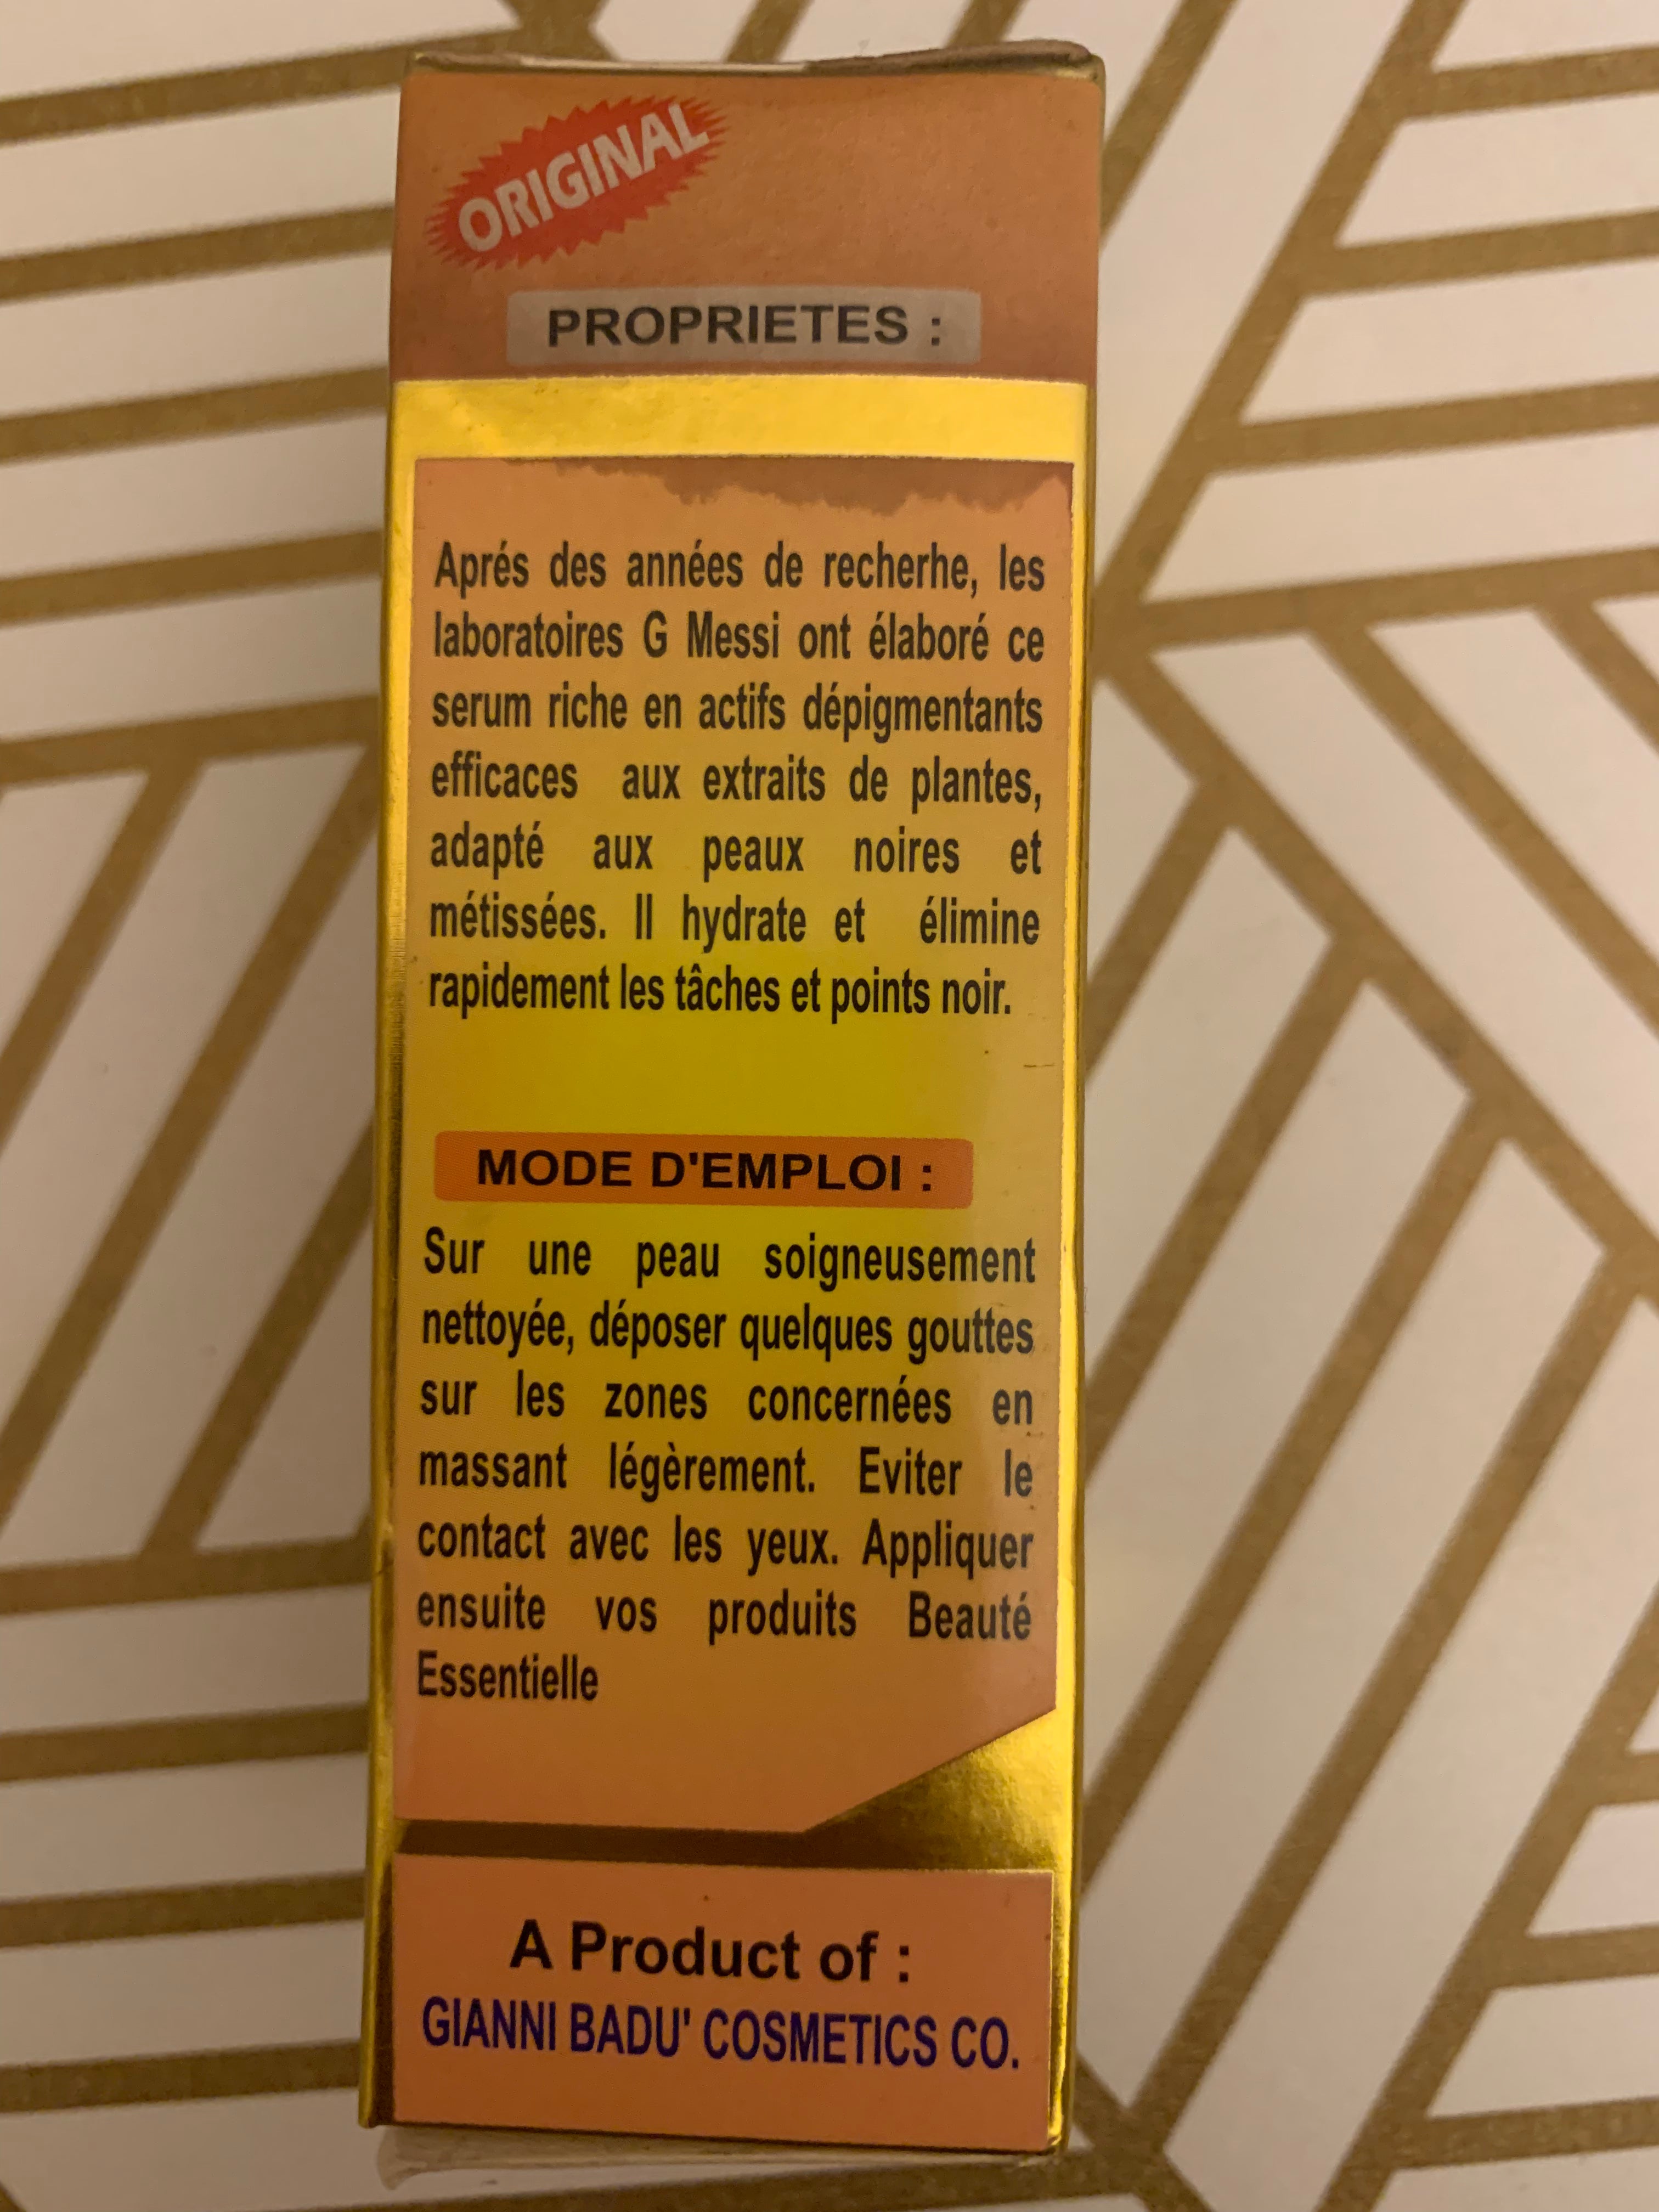 ORIGINAL
PROPRIETES :
Aprés des années de recherhe, les
laboratoires G Messi ont élaboré ce
serum riche en actifs dépigmentants
efficaces aux extraits de plantes,
adapté aux peaux noires et
métissées. Il hydrate et élimine
rapidement les tâches et points noir.
MODE D'EMPLOI :
Sur une peau soigneusement
nettoyée, déposer quelques gouttes
sur les zones concernées en
massant légèrement. Eviter le
contact avec les yeux. Appliquer
ensuite vos produits Beauté
Essentielle
A Product of :
GIANNI BADU' COSMETICS CO.